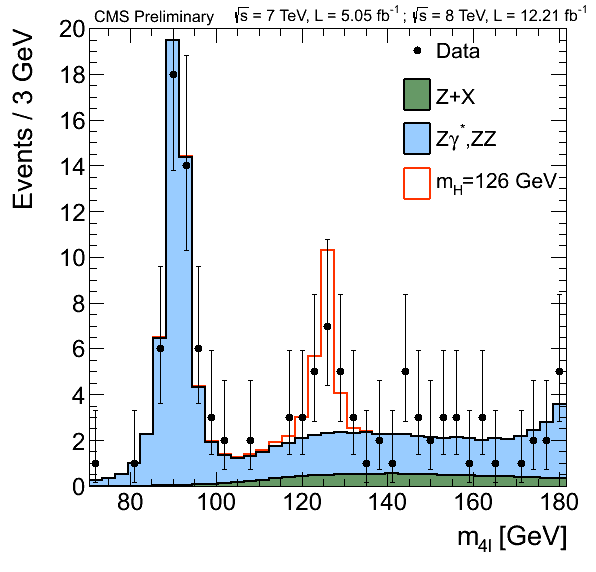 CMS Preliminary √s = 7 TeV, L = 5.05 fb⁻¹ ; √s = 8 TeV, L = 12.21 fb⁻¹
Events / 3 GeV
20
18
16
14
12
10
8
6
4
2
0
Data
Z+X
Zγ*,ZZ
m_H=126 GeV
80 100 120 140 160 180
m_4l [GeV]